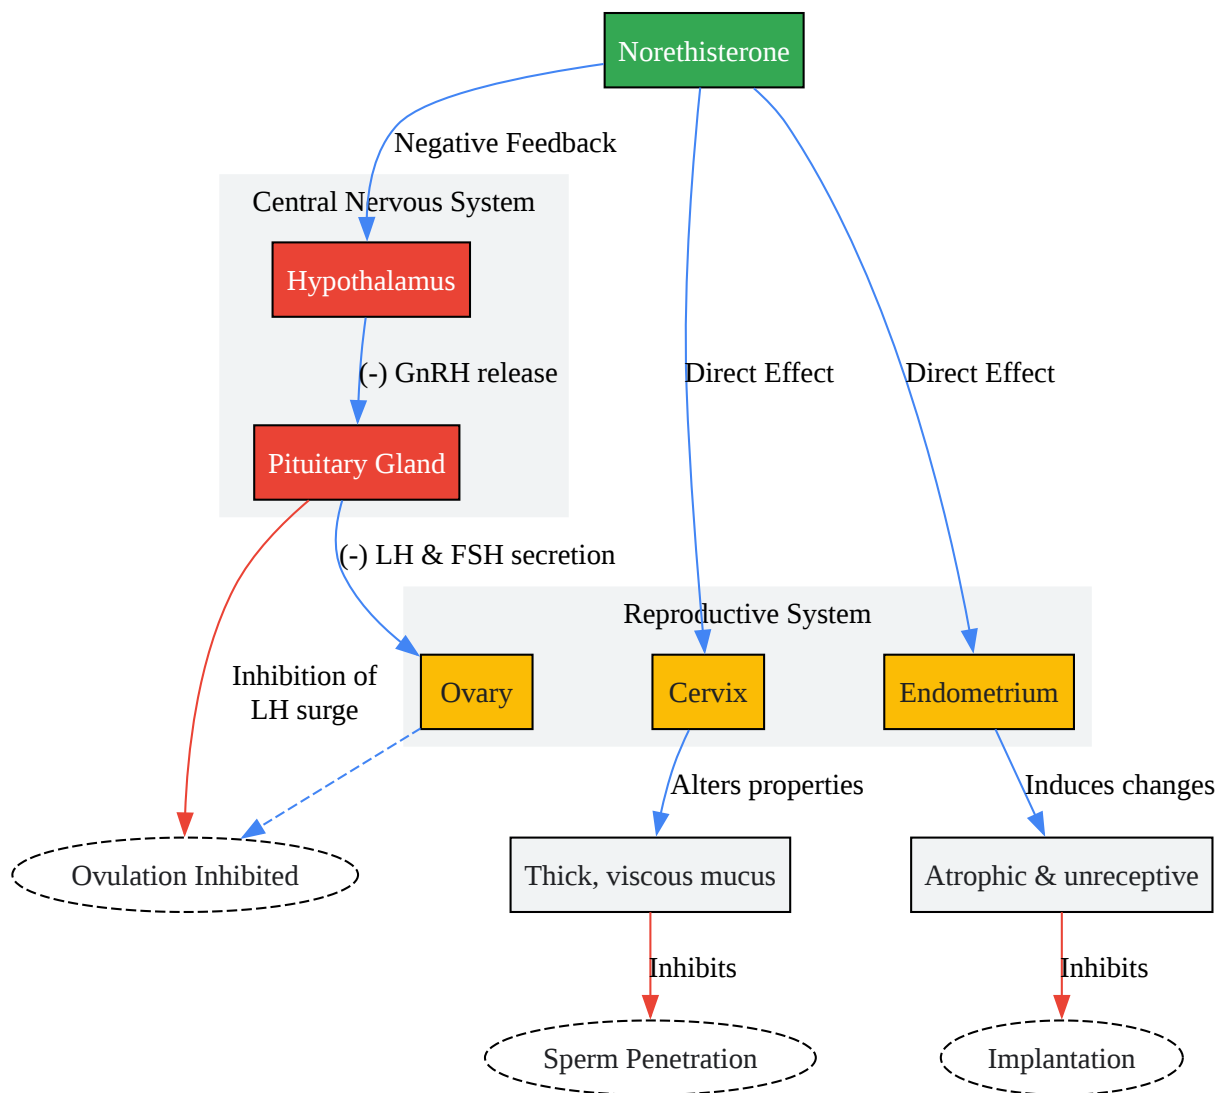 Norethisterone
Negative Feedback
Central Nervous System
Hypothalamus
(-) GnRH release
Direct Effect
Direct Effect
Pituitary Gland
(-) LH & FSH secretion
Reproductive System
Inhibition of
LH surge
Ovary
Cervix
Endometrium
Alters properties
Induces changes
Ovulation Inhibited
Thick, viscous mucus
Atrophic & unreceptive
Inhibits
Inhibits
Sperm Penetration
Implantation